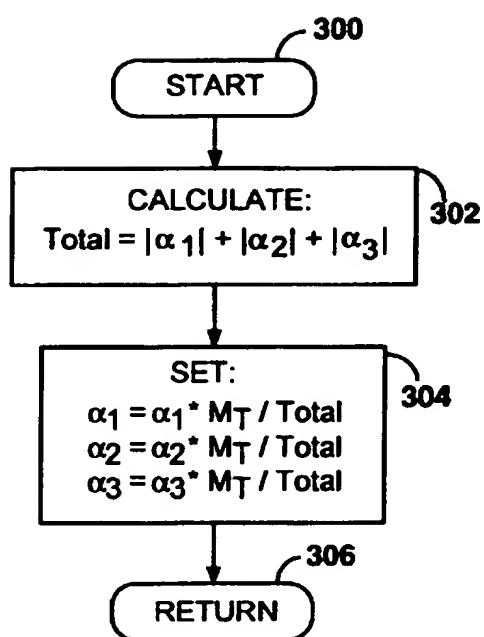 300
START
CALCULATE:
302
Total = |α1| + |α2| + |α3|
SET:
304
α1 = α1* MT / Total
α2 = α2* MT / Total
α3 = α3* MT / Total
306
RETURN